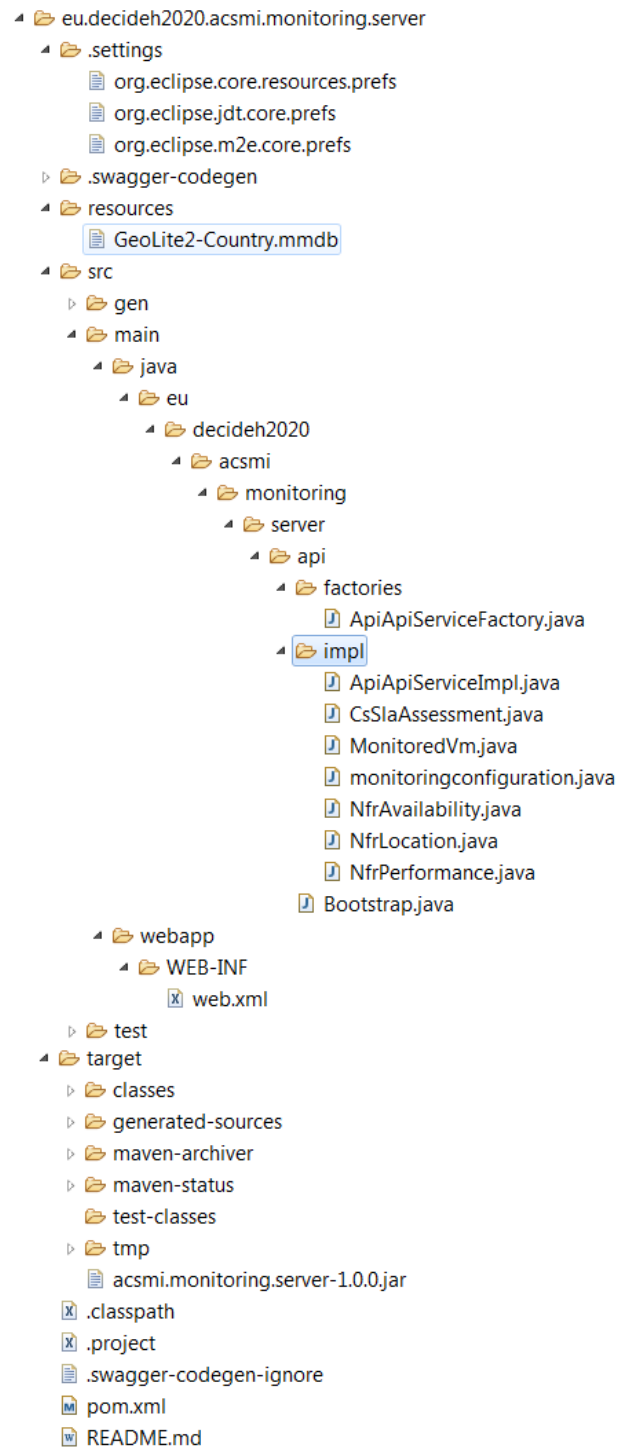 eu.decideh2020.acsmi.monitoring.server
.settings
org.eclipse.core.resources.prefs
org.eclipse.jdt.core.prefs
org.eclipse.m2e.core.prefs
.swagger-codegen
resources
GeoLite2-Country.mmdb
src
gen
main
java
eu
decideh2020
acsmi
monitoring
server
api
factories
ApiApiServiceFactory.java
impl
ApiApiServiceImpl.java
CsSlaAssessment.java
MonitoredVm.java
monitoringconfiguration.java
NfrAvailability.java
NfrLocation.java
NfrPerformance.java
Bootstrap.java
webapp
WEB-INF
web.xml
test
target
classes
generated-sources
maven-archiver
maven-status
test-classes
tmp
acsmi.monitoring.server-1.0.0.jar
.classpath
.project
.swagger-codegen-ignore
pom.xml
README.md